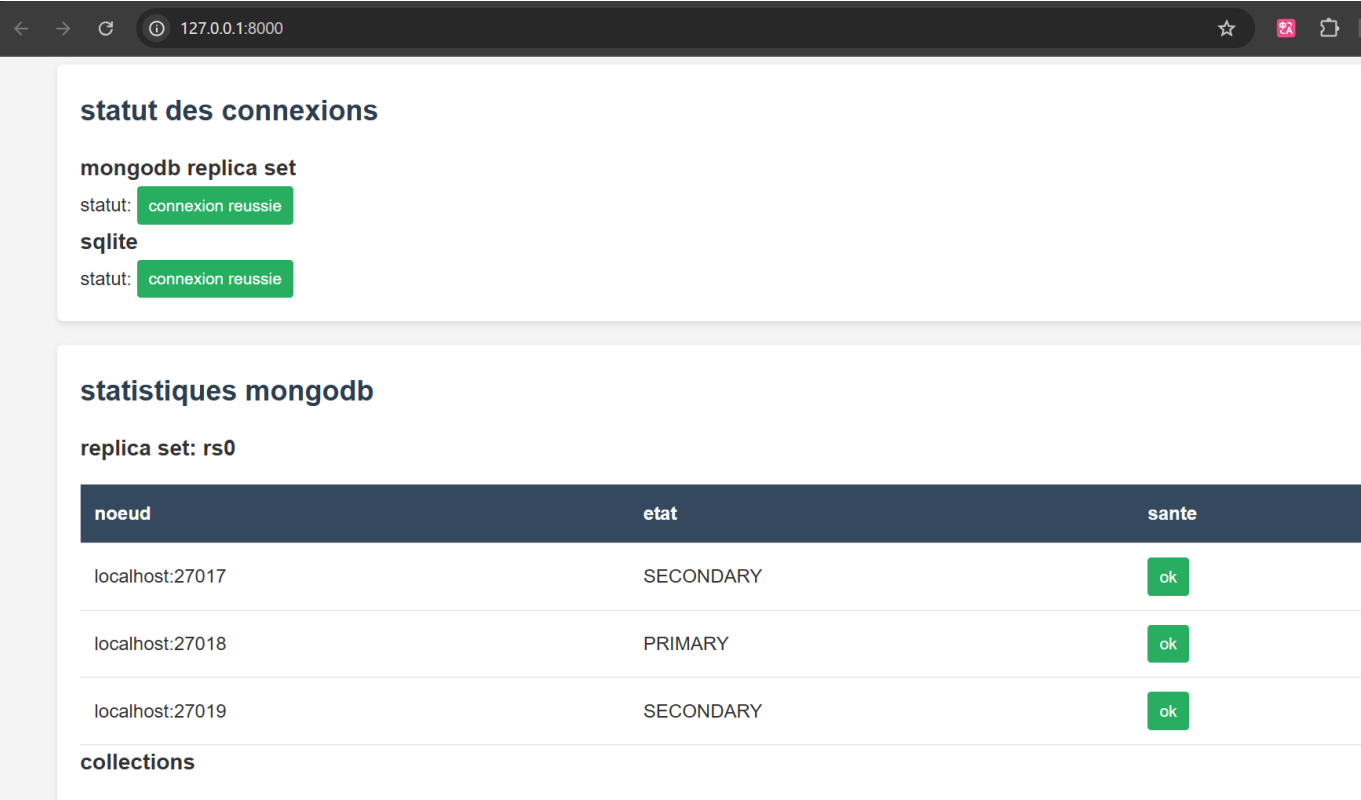 127.0.0.1:8000
statut des connexions
mongodb replica set
statut: connexion reussie
sqlite
statut: connexion reussie
statistiques mongodb
replica set: rs0
noeud etat sante
localhost:27017 SECONDARY ok
localhost:27018 PRIMARY ok
localhost:27019 SECONDARY ok
collections